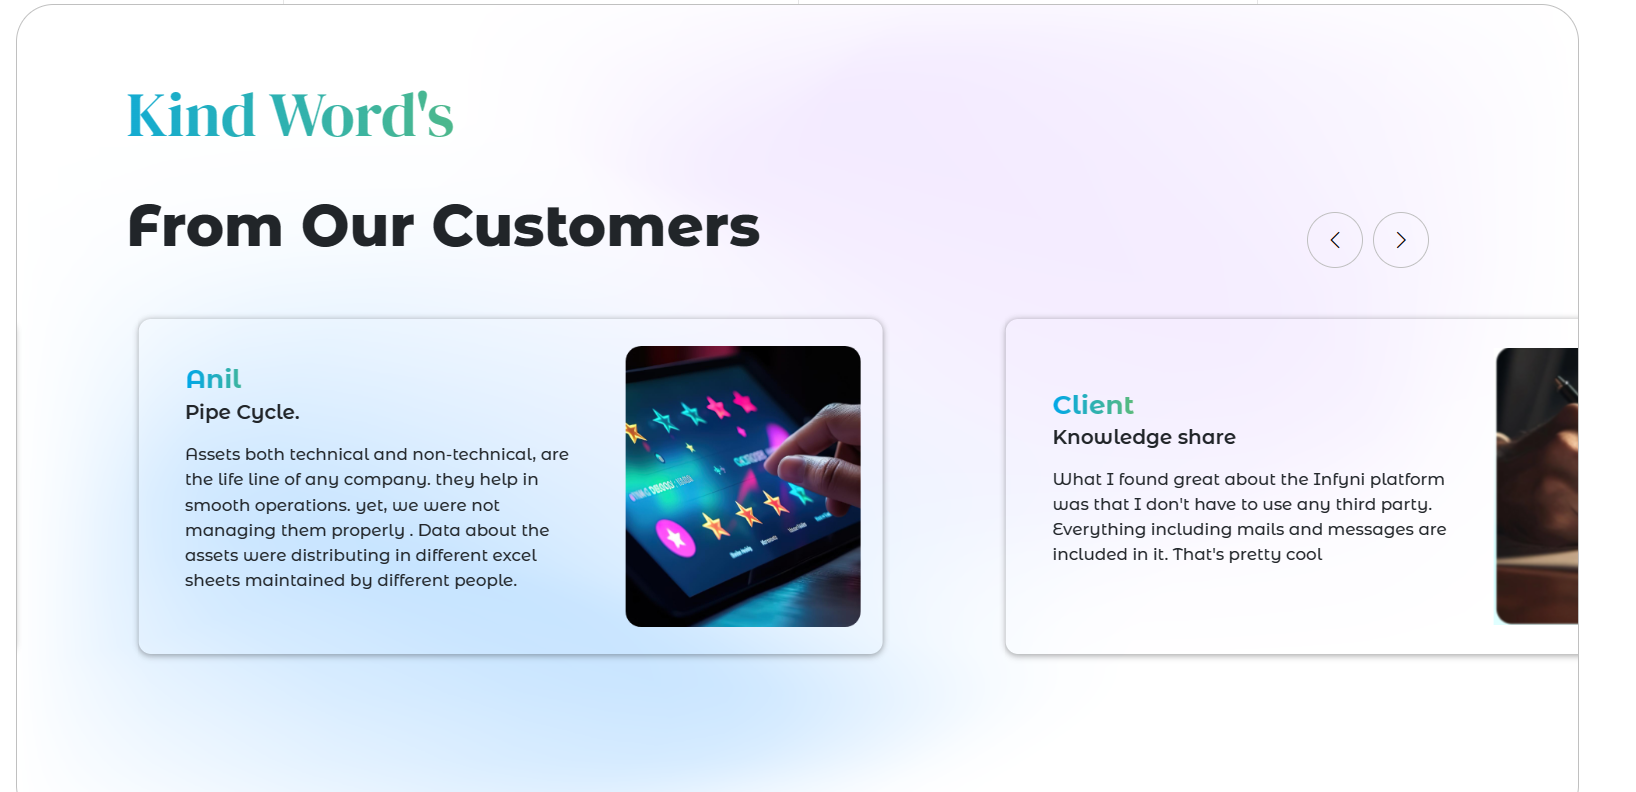 Kind Word's
From Our Customers
Anil
Pipe Cycle.
Assets both technical and non-technical, are
the life line of any company. they help in
smooth operations. yet, we were not
managing them properly . Data about the
assets were distributing in different excel
sheets maintained by different people.
Client
Knowledge share
What I found great about the Infyni platform
was that I don't have to use any third party.
Everything including mails and messages are
included in it. That's pretty cool